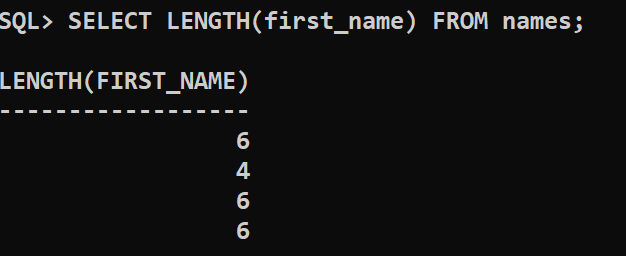 SQL> SELECT LENGTH(first_name) FROM names;
LENGTH(FIRST_NAME)
------------------
6
4
6
6